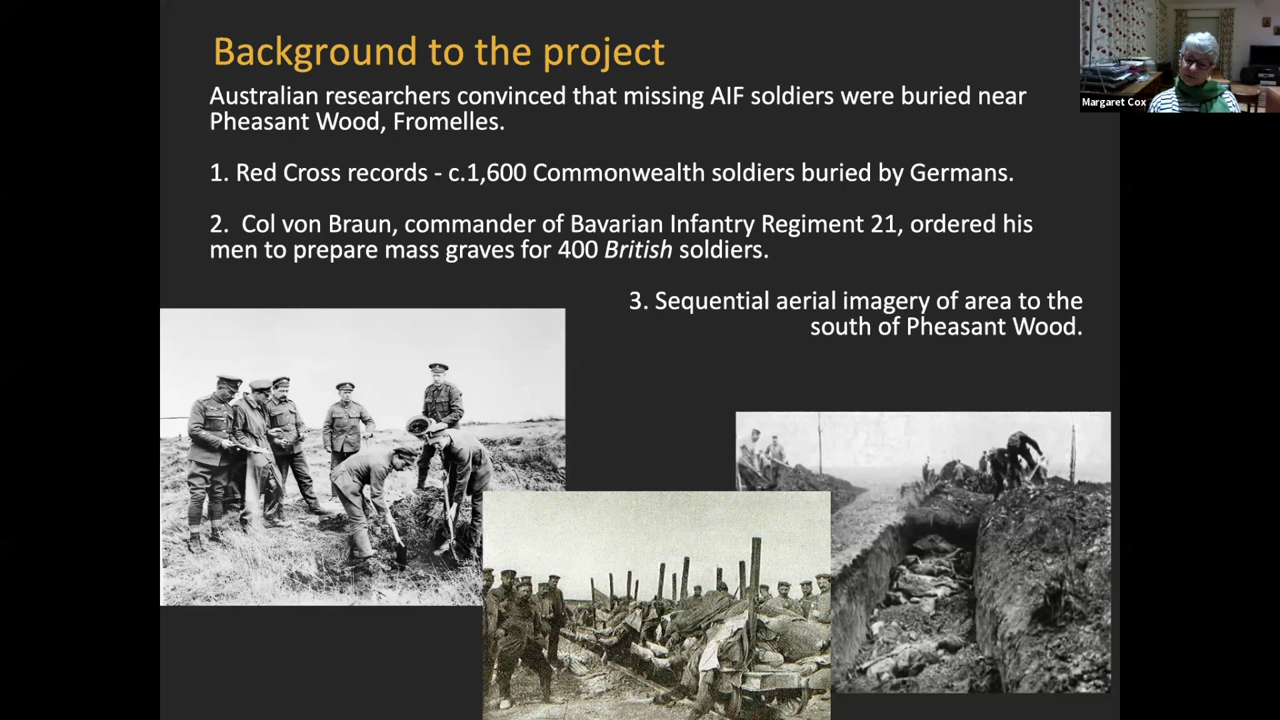 Background to the project
Australian researchers convinced that missing AIF soldiers were buried near
Pheasant Wood, Fromelles.
1. Red Cross records - c.1,600 Commonwealth soldiers buried by Germans.
2. Col von Braun, commander of Bavarian Infantry Regiment 21, ordered his
men to prepare mass graves for 400 British soldiers.
3. Sequential aerial imagery of area to the
south of Pheasant Wood.
Margaret Cox